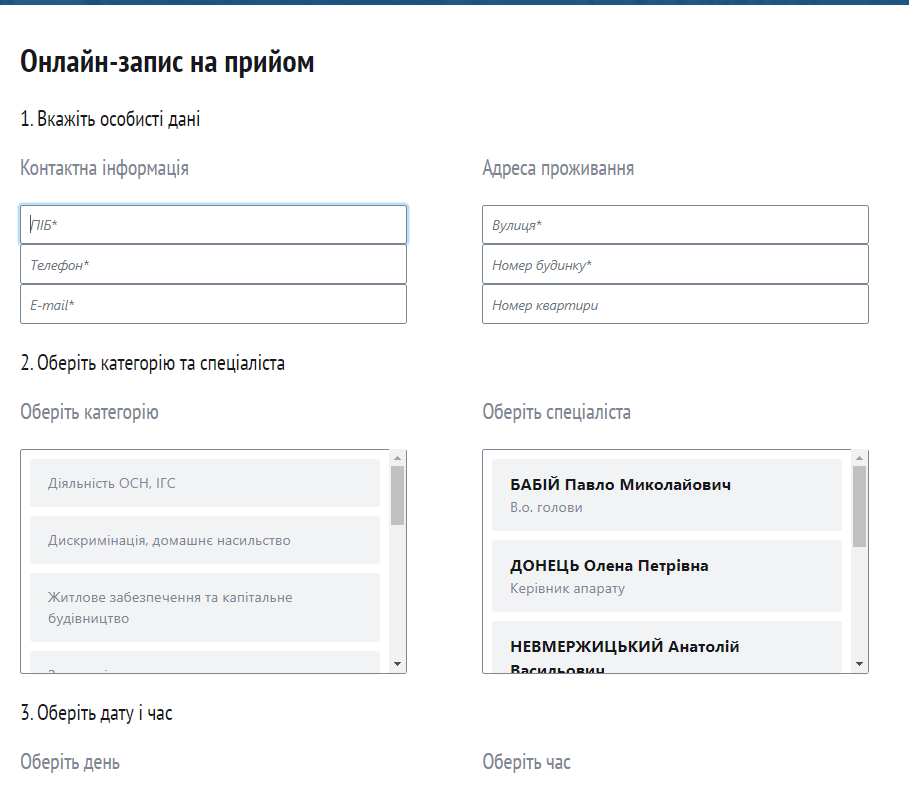 Онлайн-запис на прийом
1. Вкажіть особисті дані
Контактна інформація
Адреса проживання
ПІБ*
Вулиця*
Телефон*
Номер будинку*
E-mail*
Номер квартири
2. Оберіть категорію та спеціаліста
Оберіть категорію
Оберіть спеціаліста
Діяльність ОСН, ІГС
Дискримінація, домашнє насильство
Житлове забезпечення та капітальне
будівництво
БАБІЙ Павло Миколайович
В.о. голови
ДОНЕЦЬ Олена Петрівна
Керівник апарату
НЕВМЕРЖИЦЬКИЙ Анатолій
Васильович
3. Оберіть дату і час
Оберіть день
Оберіть час